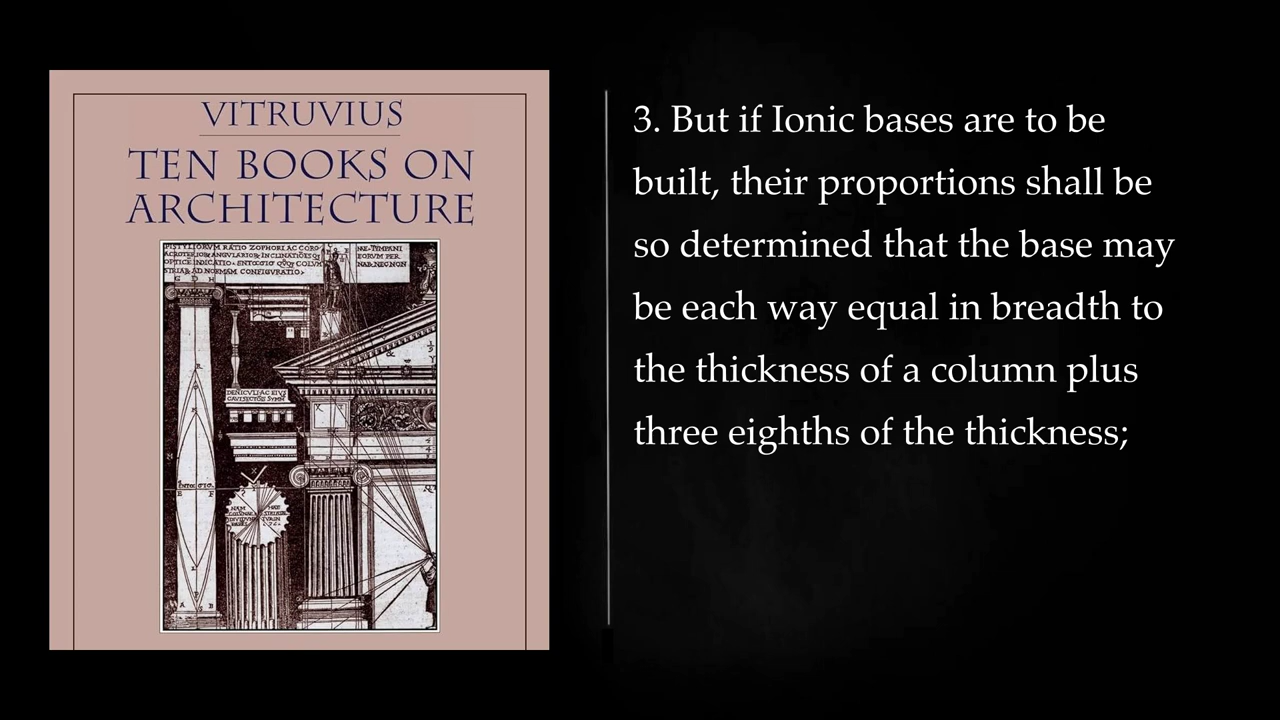 VITRUVIUS
TEN BOOKS ON
ARCHITECTURE
3. But if Ionic bases are to be
built, their proportions shall be
so determined that the base may
be each way equal in breadth to
the thickness of a column plus
three eighths of the thickness;